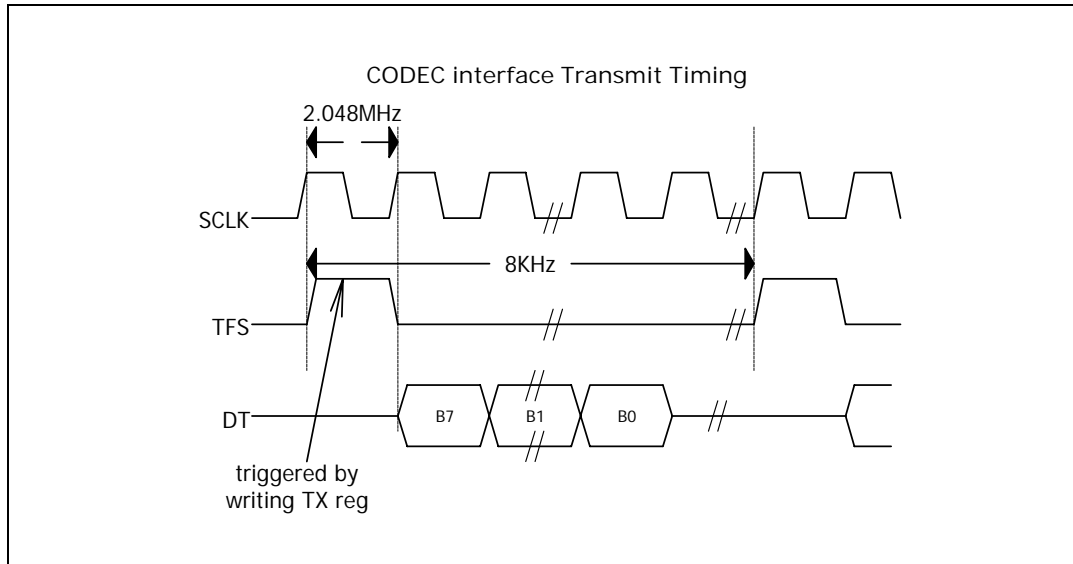 CODEC interface Transmit Timing
2.048MHz
SCLK
8KHz
TFS
DT
B7
B1
B0
triggered by
writing TX reg